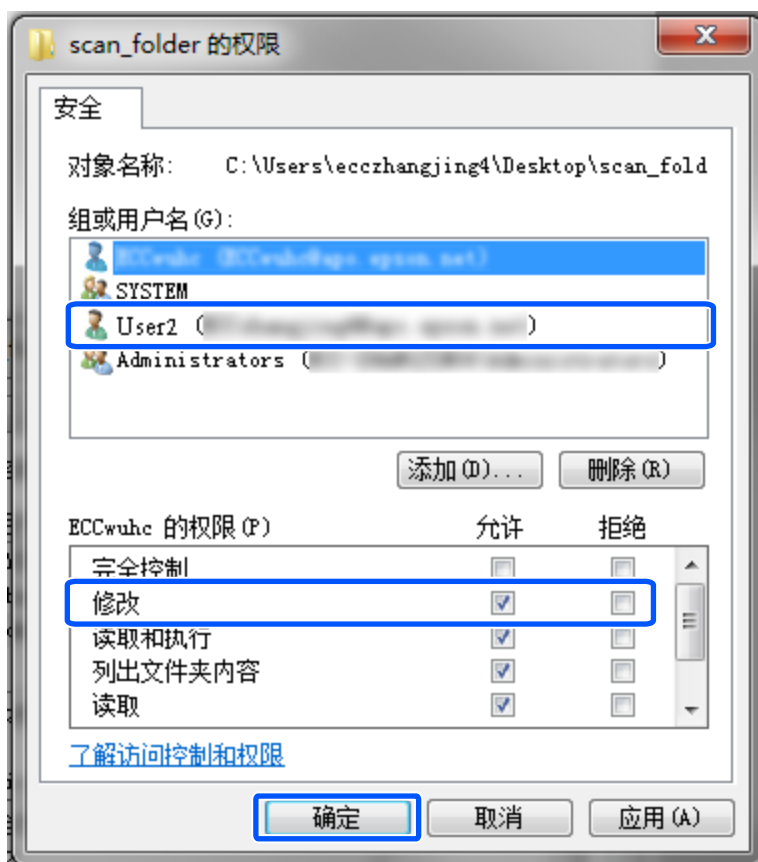 scan_folder 的权限
安全
对象名称: C:\Users\ecczhangjing4\Desktop\scan_fold
组或用户名(G):
SYSTEM
User2 ( )
Administrators ( )
添加(D)... 删除(R)
ECCwuhc 的权限(P) 允许 拒绝
完全控制
修改
读取和执行
列出文件夹内容
读取
了解访问控制和权限
确定 取消 应用(A)